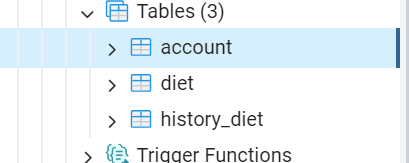 Tables (3)
account
diet
history_diet
Trigger Functions